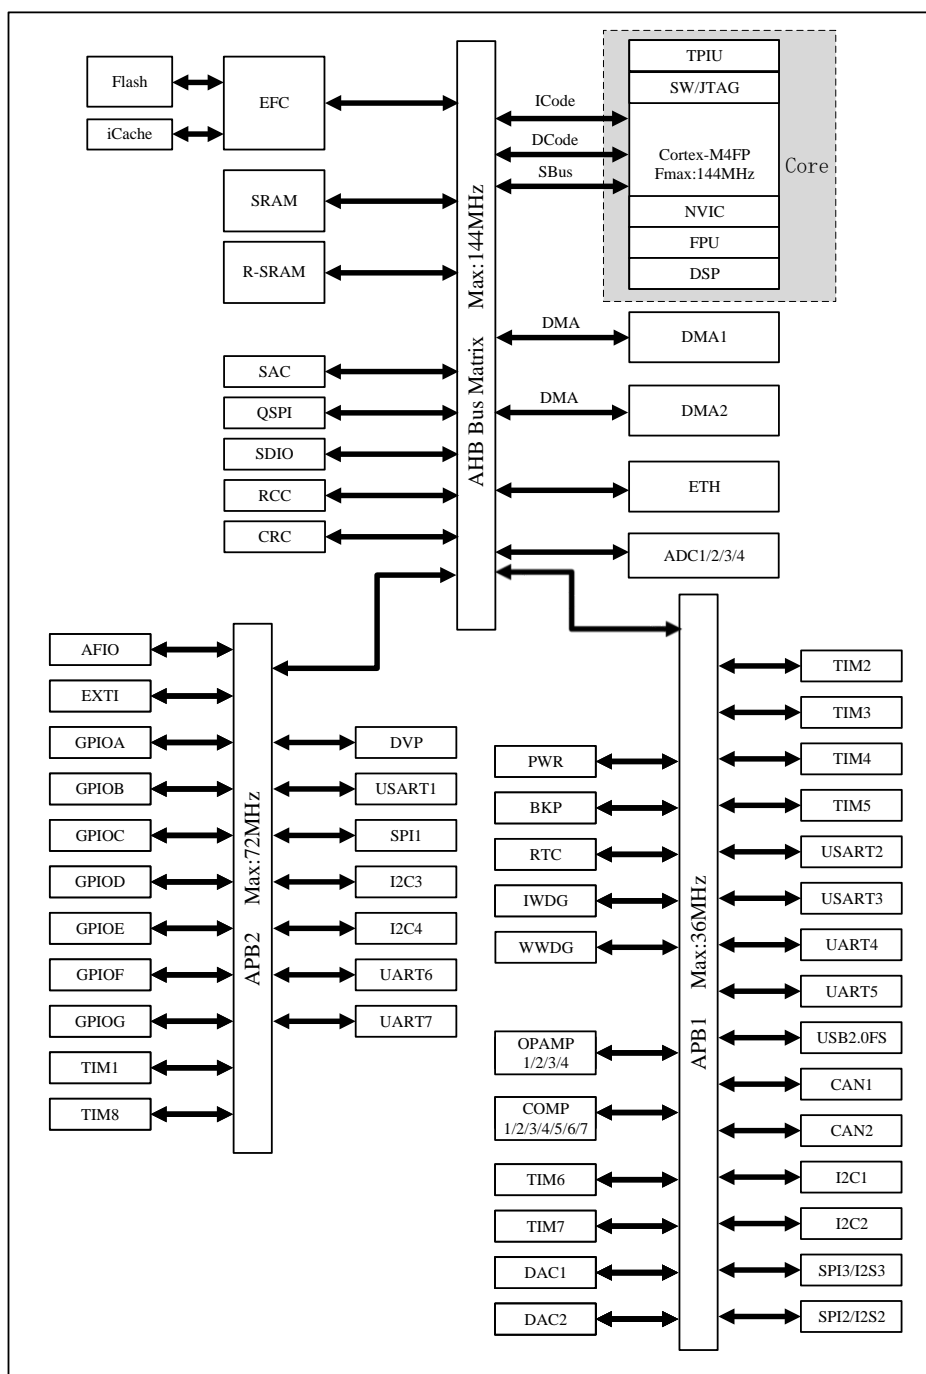 Flash
iCache
EFC
SRAM
R-SRAM
SAC
QSPI
SDIO
RCC
CRC
AHB Bus Matrix Max:144MHz
ICode
DCode
SBus
TPIU
SW/JTAG
Cortex-M4FP
Fmax:144MHz
NVIC
FPU
DSP
Core
DMA
DMA1
DMA
DMA2
ETH
ADC1/2/3/4
AFIO
EXTI
GPIOA
GPIOB
GPIOC
GPIOD
GPIOE
GPIOF
GPIOG
TIM1
TIM8
APB2 Max:72MHz
DVP
USART1
SPI1
I2C3
I2C4
UART6
UART7
PWR
BKP
RTC
IWDG
WWDG
OPAMP
1/2/3/4
COMP
1/2/3/4/5/6/7
TIM6
TIM7
DAC1
DAC2
APB1 Max:36MHz
TIM2
TIM3
TIM4
TIM5
USART2
USART3
UART4
UART5
USB2.0FS
CAN1
CAN2
I2C1
I2C2
SPI3/I2S3
SPI2/I2S2